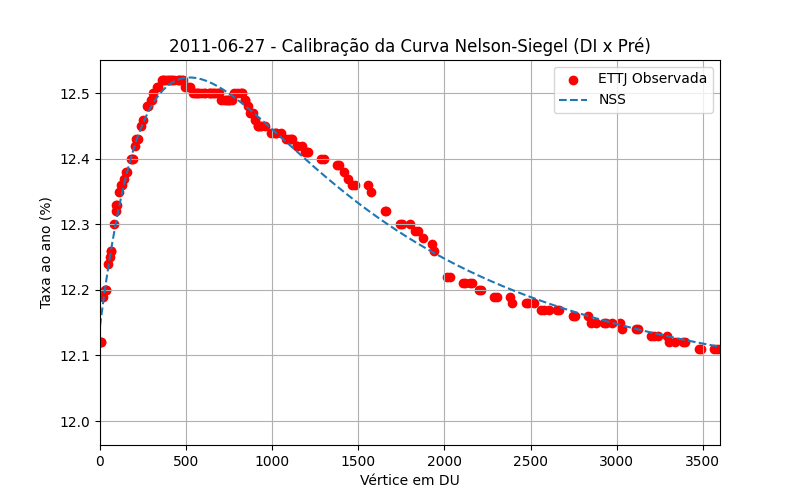 2011-06-27 - Calibração da Curva Nelson-Siegel (DI x Pré)
ETTJ Observada
NSS
Taxa ao ano (%)
12.5
12.4
12.3
12.2
12.1
12.0
0 500 1000 1500 2000 2500 3000 3500
Vértice em DU